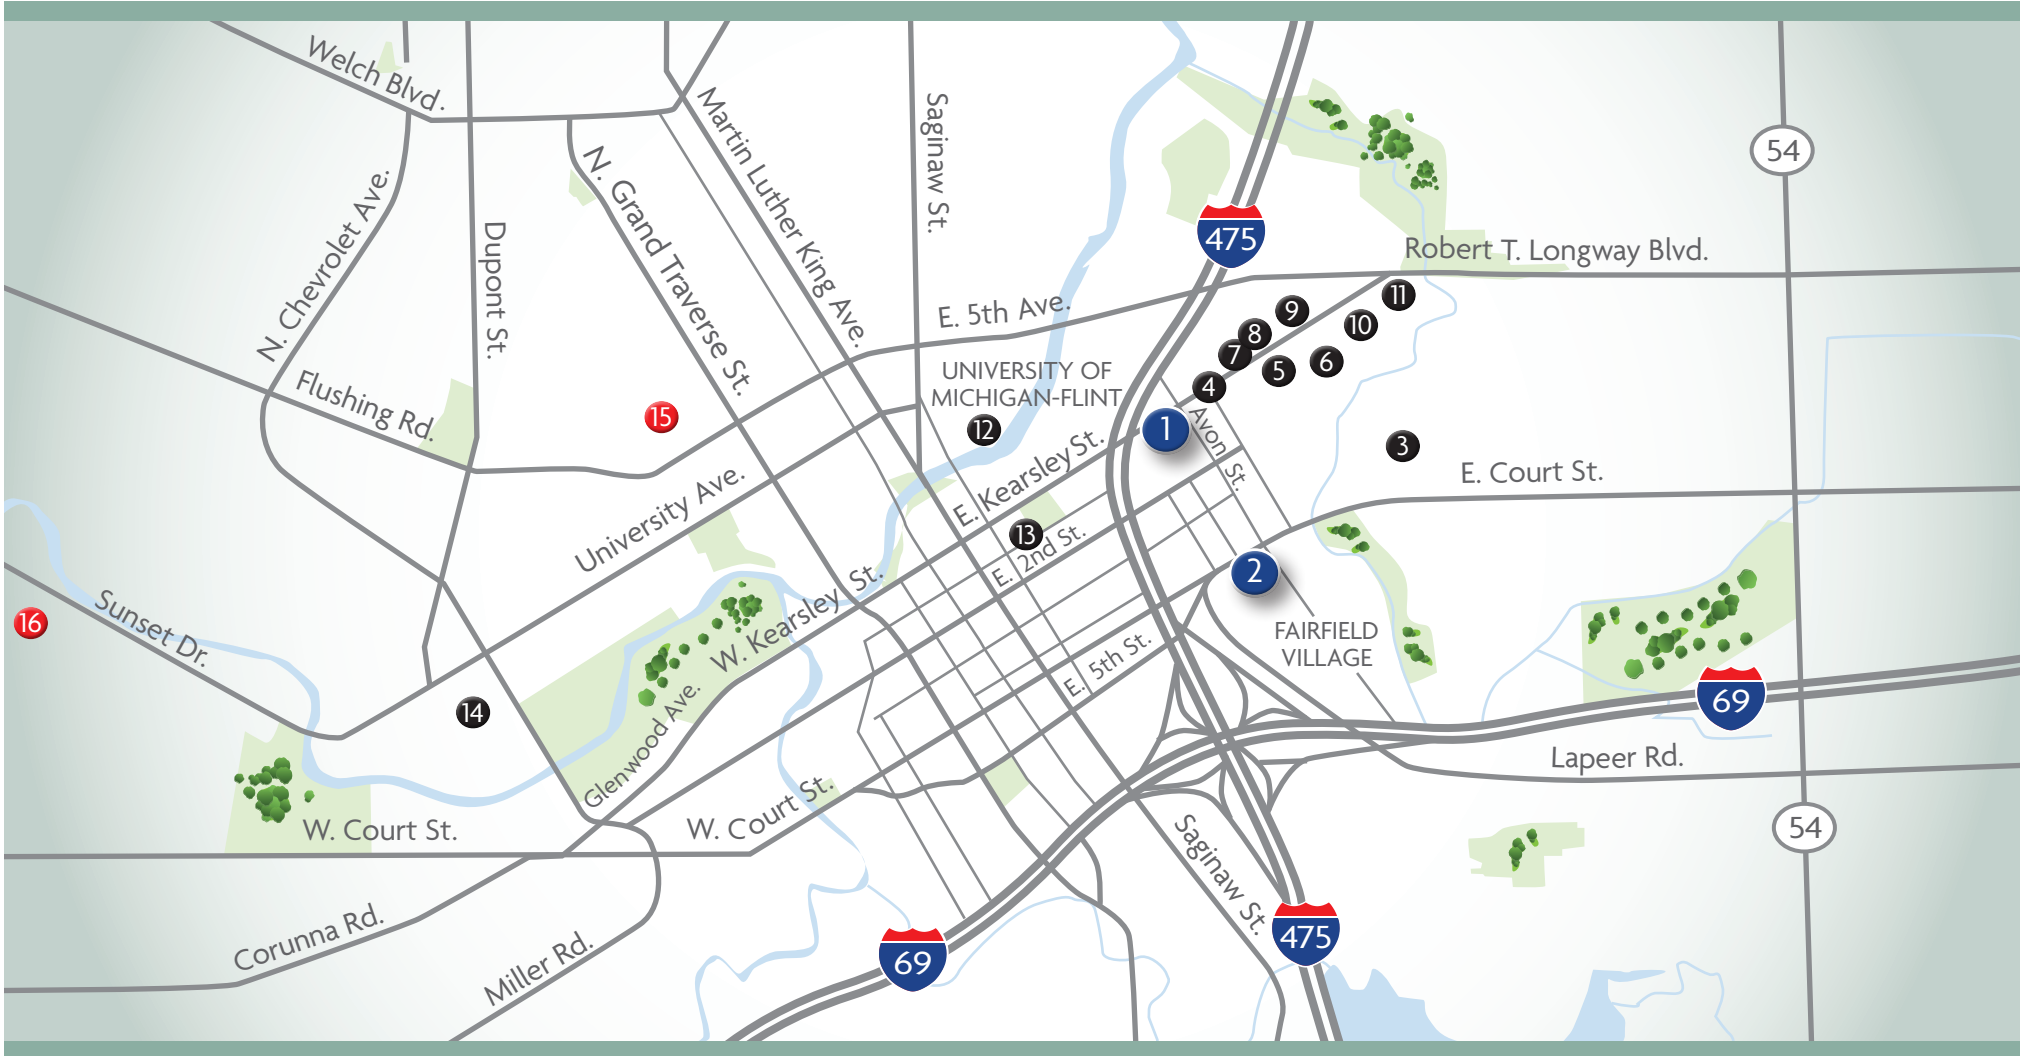 Welch Blvd.
N. Chevrolet Ave.
Dupont St.
N. Grand Traverse St.
Martin Luther King Ave.
Saginaw St.
475
54
Robert T. Longway Blvd.
E. 5th Ave.
11
9
10
8
7
6
5
4
UNIVERSITY OF
MICHIGAN-FLINT
12
1
Avon St.
3
E. Court St.
Flushing Rd.
15
University Ave.
E. Kearsley St.
13
E. 2nd St.
2
FAIRFIELD
VILLAGE
16
Sunset Dr.
14
W. Kearsley St.
Glenwood Ave.
E. 5th St.
69
Lapeer Rd.
54
W. Court St.
W. Court St.
Saginaw St.
Corunna Rd.
Miller Rd.
69
475